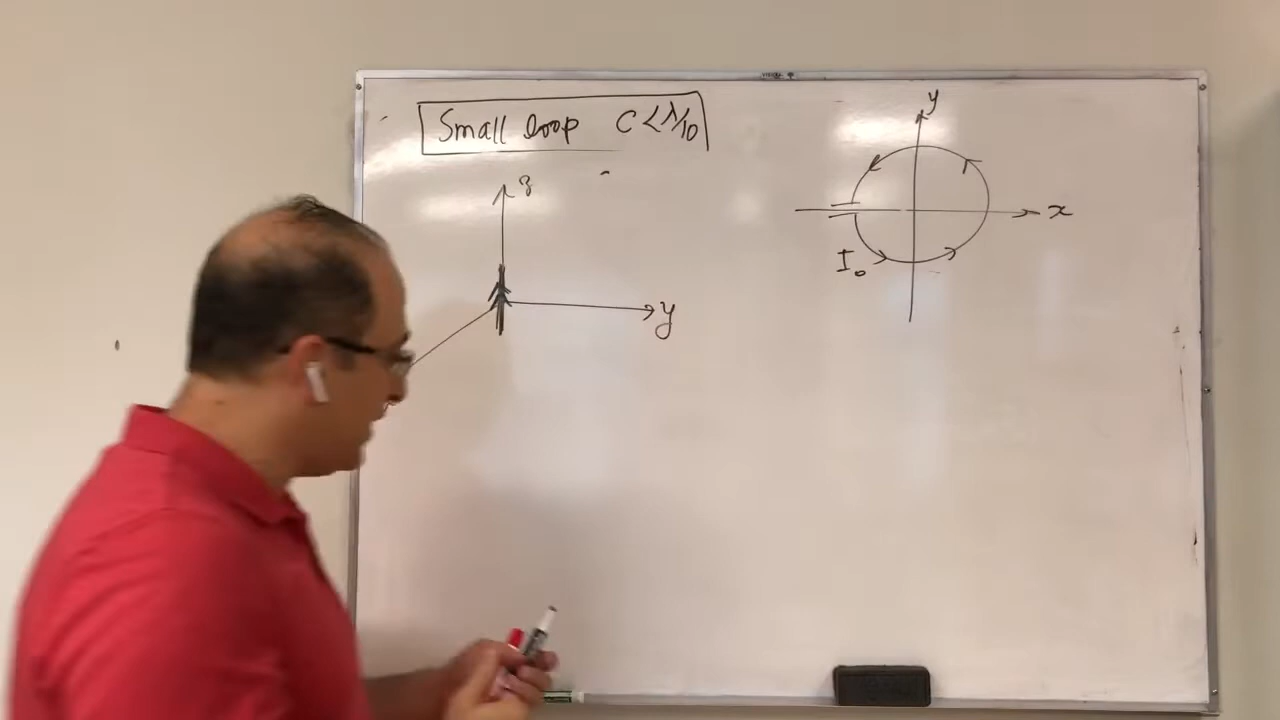 Small loop C < λ/10
z
y
y
x
I₀